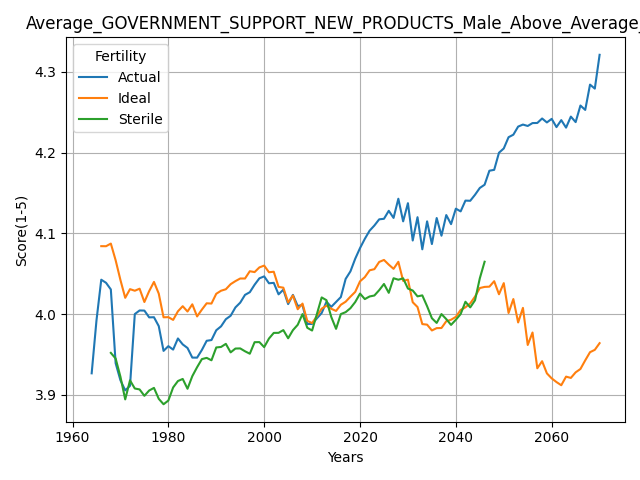 Average_GOVERNMENT_SUPPORT_NEW_PRODUCTS_Male_Above_Average_
Fertility
Actual
Ideal
Sterile
4.3
4.2
4.1
4.0
3.9
Score(1-5)
1960
1980
2000
2020
2040
2060
Years